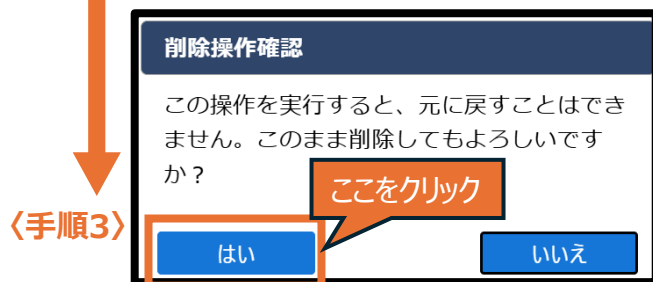 削除操作確認
この操作を実行すると、元に戻すことはでき
ません。このまま削除してもよろしいです
か？
ここをクリック
〈手順3〉
はい
いいえ